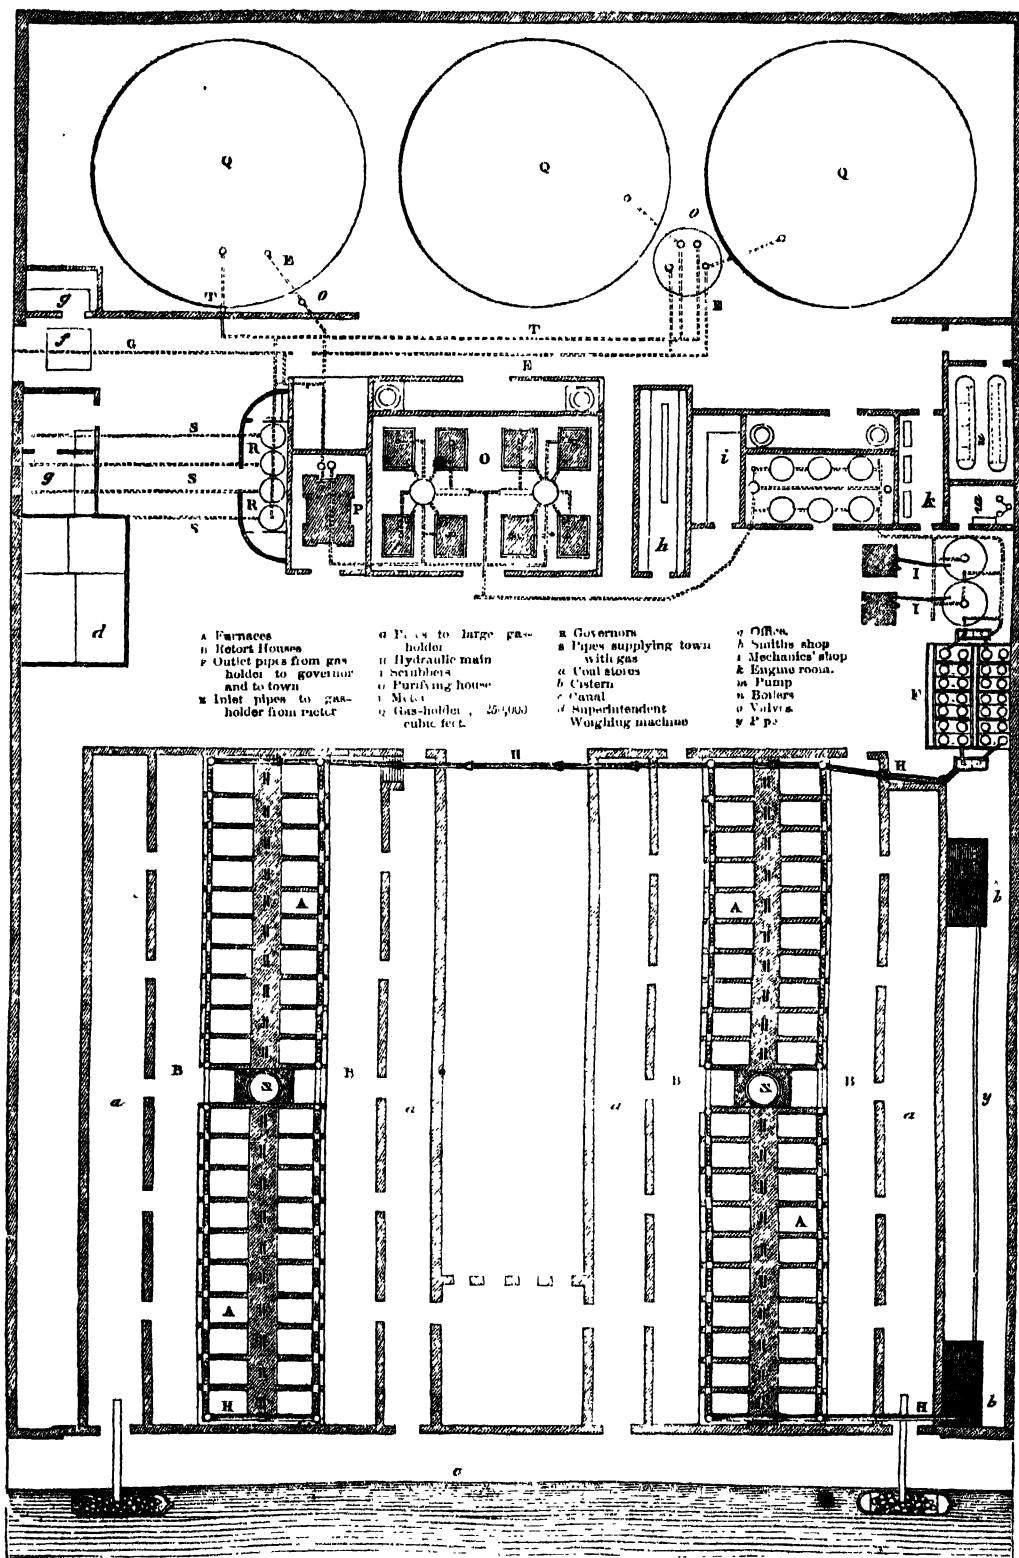 Q
Q
Q
O
E
T
O
E
g
f
G
T
E
S
R
g
S
R
S
P
O
h
i
k
n
I
I
d
A Furnaces
B Retort Houses
F Outlet pipes from gas
holder to governor
and to town
E Inlet pipes to gas-
holder from meter
G to large gas-
holder
H Hydraulic main
I Scrubbers
O Purifying house
Meter
Q Gas-holder, 250,000
cubic feet.
R Governors
S Pipes supplying town
with gas
a Coal stores
b Cistern
c Canal
d Superintendent
Weighing machine
g Office.
h Smiths shop
i Mechanics' shop
k Engine room.
m Pump
n Boilers
o Valves
y Pipe
F
H
H
A
A
b
B
B
B
B
a
a
a
a
y
A
A
H
H
b
c